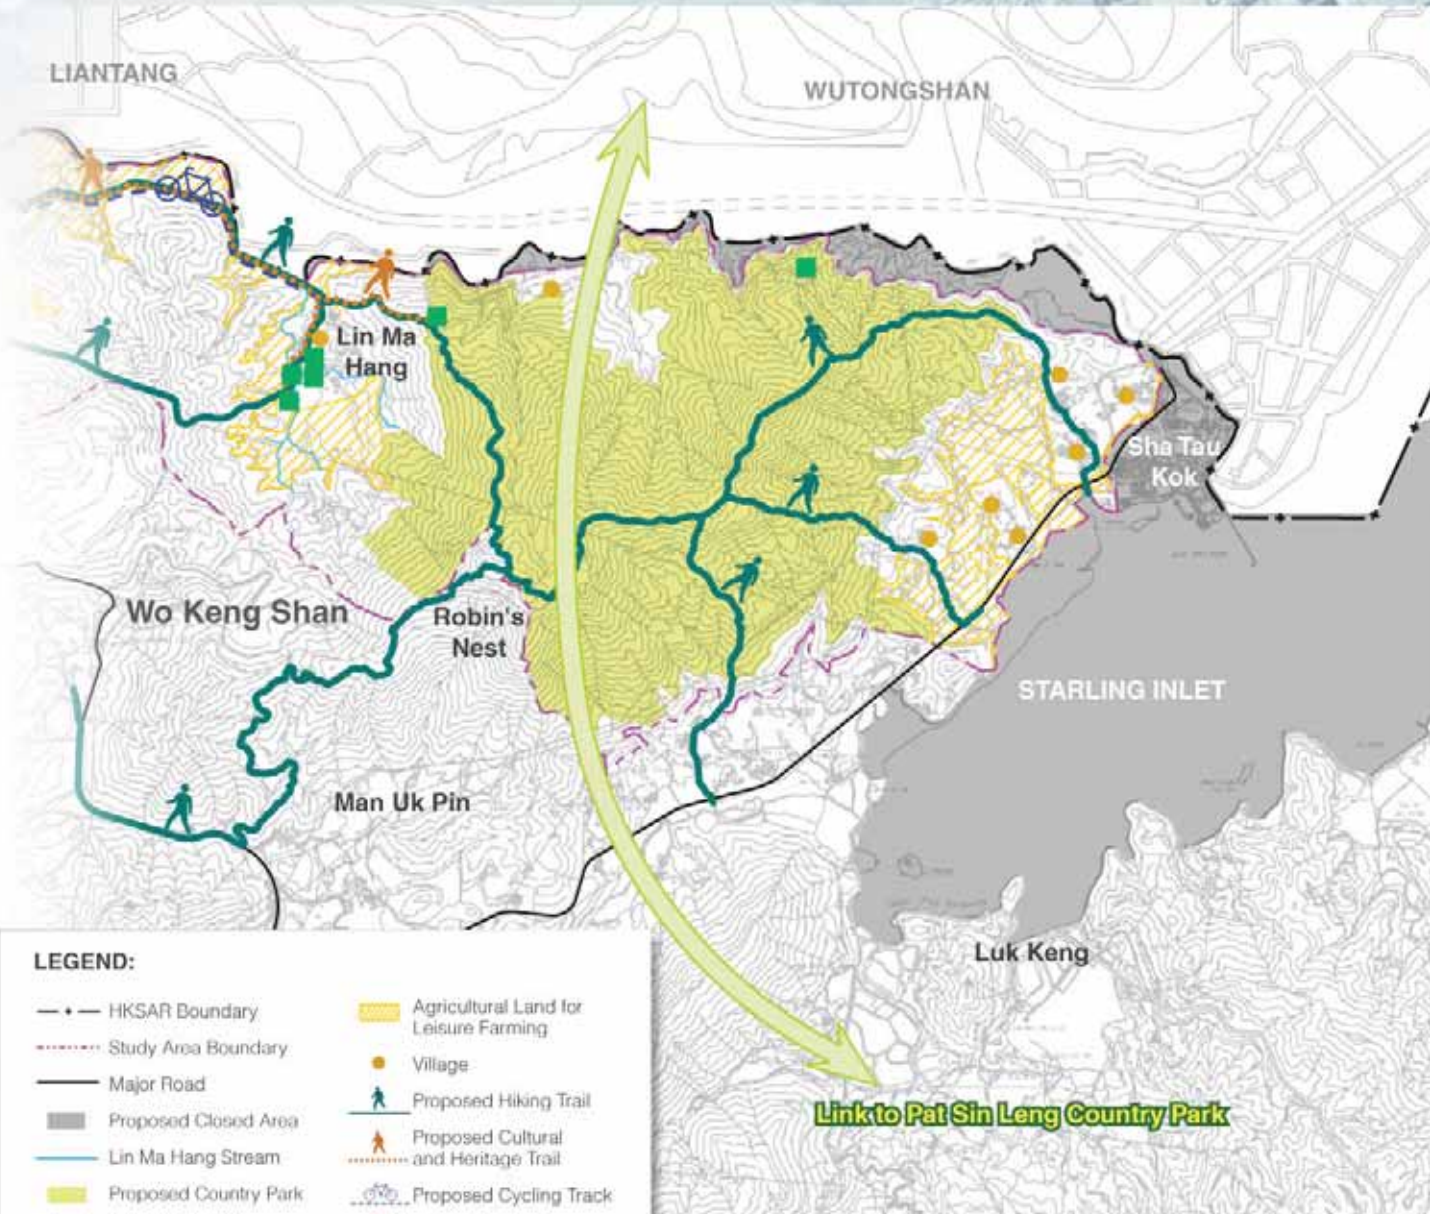 LIANTANG
WUTONGSHAN
Lin Ma
Hang
Sha Tau
Kok
Wo Keng Shan
Robin's
Nest
STARLING INLET
Man Uk Pin
Luk Keng
Link to Pat Sin Leng Country Park
LEGEND:
HKSAR Boundary
Study Area Boundary
Major Road
Proposed Closed Area
Lin Ma Hang Stream
Proposed Country Park
Agricultural Land for
Leisure Farming
Village
Proposed Hiking Trail
Proposed Cultural
and Heritage Trail
Proposed Cycling Track